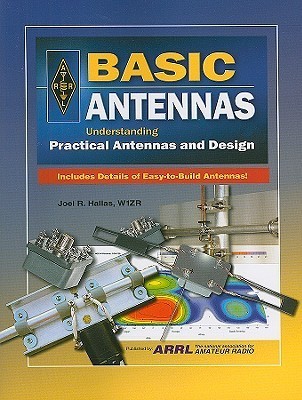 ARRL
BASIC
ANTENNAS
Understanding
Practical Antennas and Design
Includes Details of Easy-to-Build Antennas!
Joel R. Hallas, W1ZR
Published by: ARRL The national association for
AMATEUR RADIO